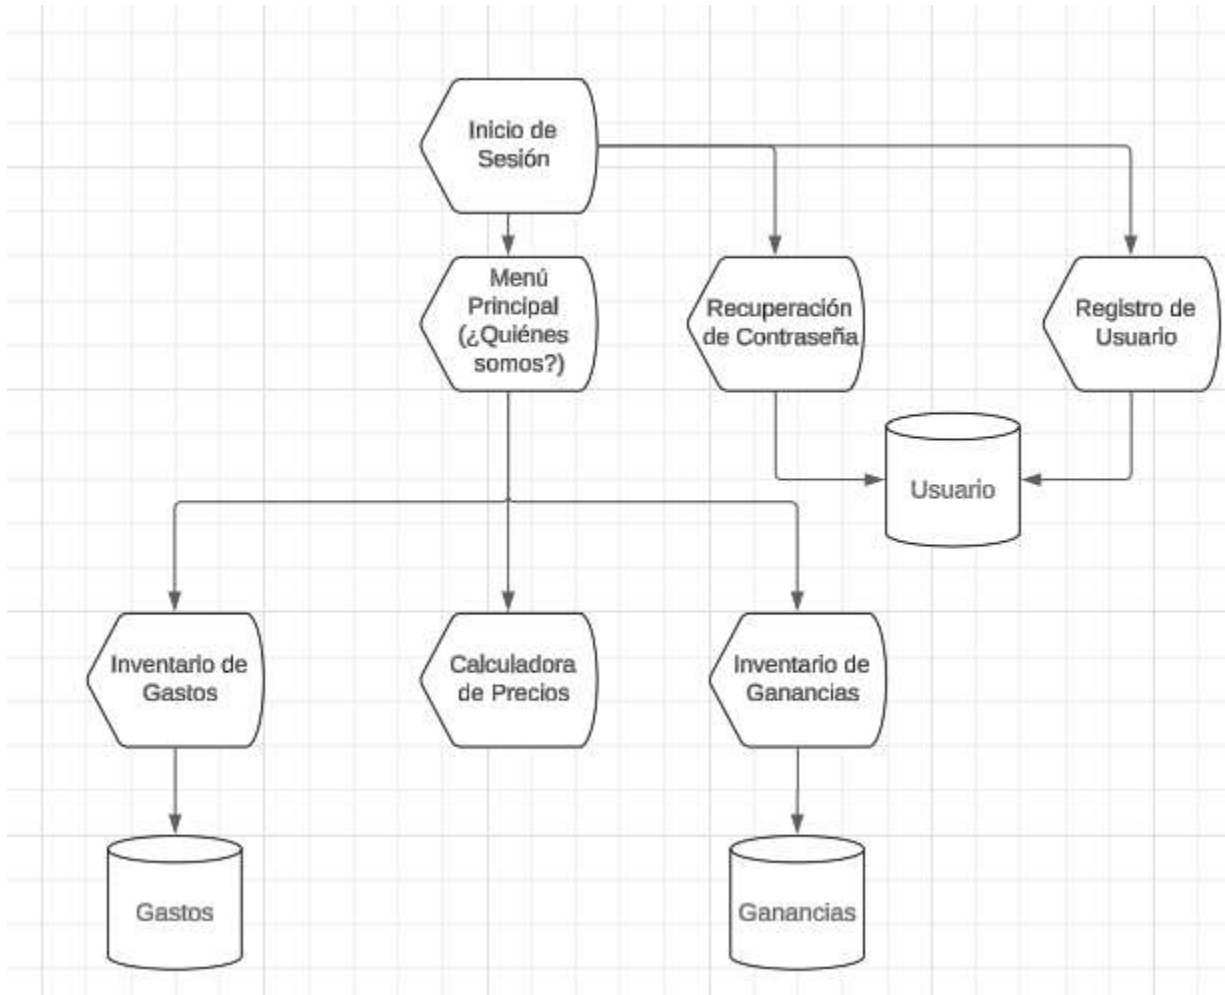 Inicio de
Sesión
Menú
Principal
(¿Quiénes
somos?)
Recuperación
de Contraseña
Registro de
Usuario
Usuario
Inventario de
Gastos
Calculadora
de Precios
Inventario de
Ganancias
Gastos
Ganancias